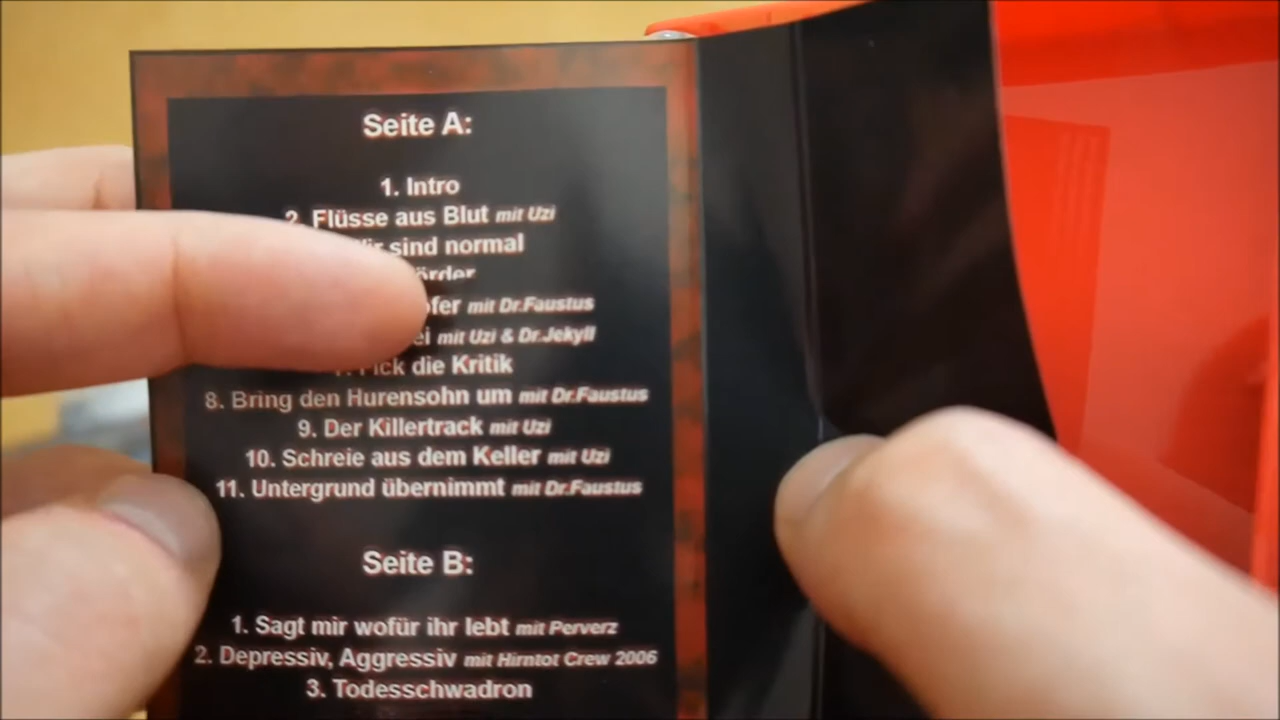 Seite A:
1. Intro
2. Flüsse aus Blut mit Uzi
sind normal
mit Dr.Faustus
mit Uzi & Dr.Jekyll
die Kritik
8. Bring den Hurensohn um mit Dr.Faustus
9. Der Killertrack mit Uzi
10. Schreie aus dem Keller mit Uzi
11. Untergrund übernimmt mit Dr.Faustus
Seite B:
1. Sagt mir wofür ihr lebt mit Perverz
2. Depressiv, Aggressiv mit Hirntot Crew 2006
3. Todesschwadron